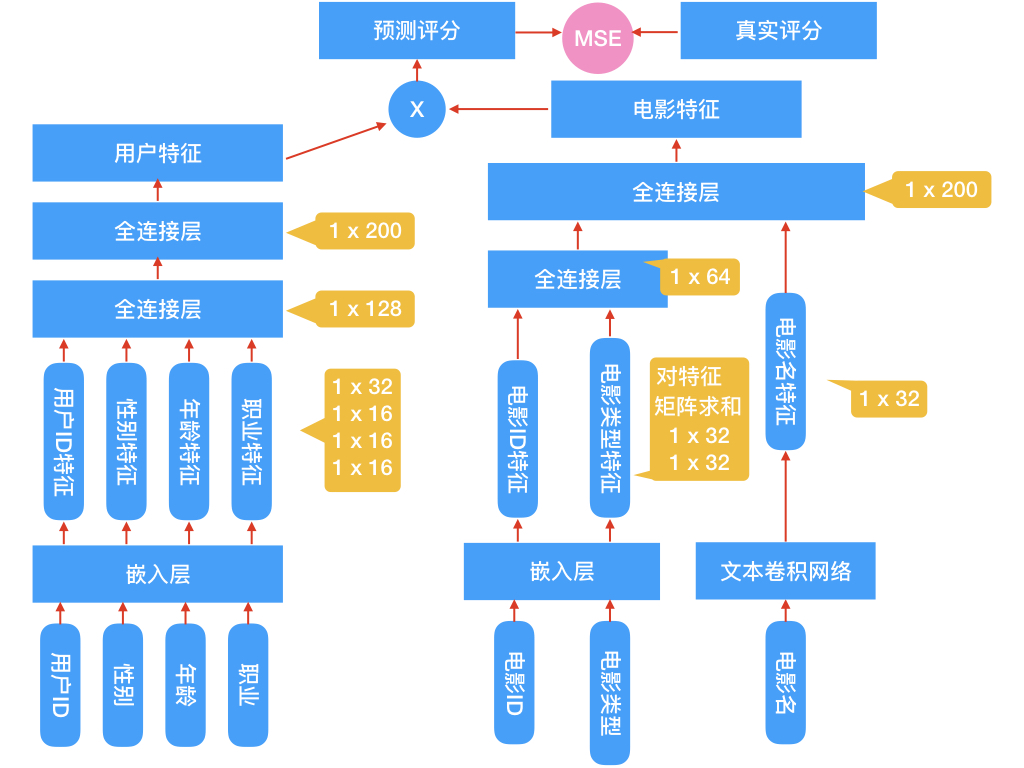 预测评分
MSE
真实评分
X
电影特征
用户特征
全连接层
1 x 200
全连接层
1 x 200
全连接层
1 x 64
全连接层
1 x 128
用户ID特征
性别特征
年龄特征
职业特征
1 x 32
1 x 16
1 x 16
1 x 16
电影ID特征
电影类型特征
对特征
矩阵求和
1 x 32
1 x 32
电影名特征
1 x 32
嵌入层
嵌入层
文本卷积网络
用户ID
性别
年龄
职业
电影ID
电影类型
电影名